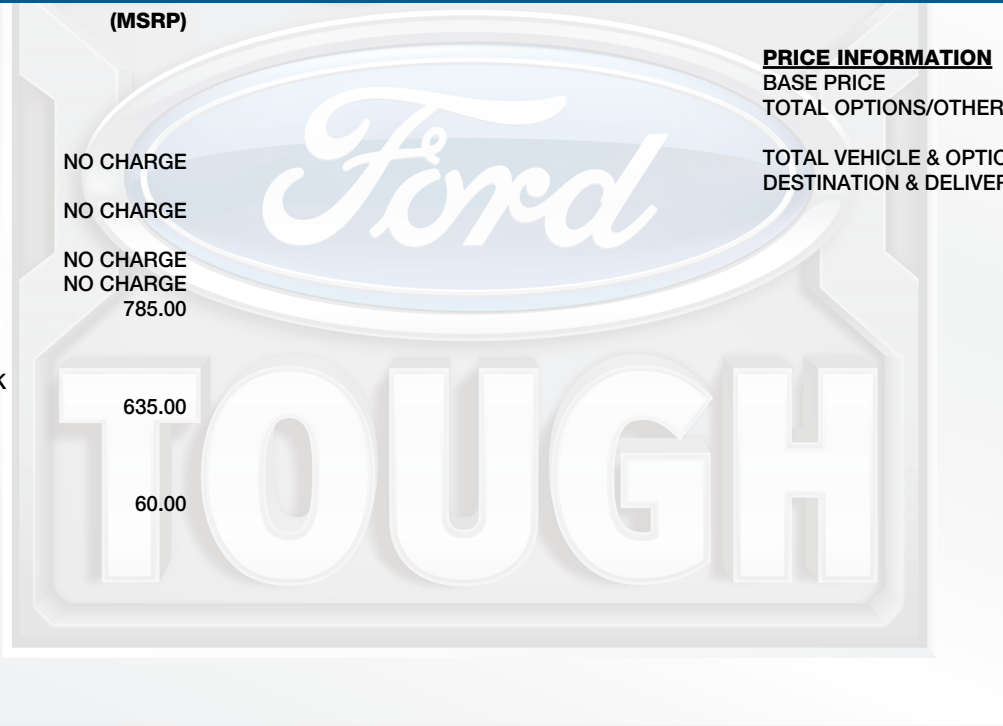 (MSRP)
NO CHARGE
NO CHARGE
NO CHARGE
NO CHARGE
785.00
K
635.00
60.00
PRICE INFORMATION
BASE PRICE
TOTAL OPTIONS/OTHER
TOTAL VEHICLE & OPTIO
DESTINATION & DELIVER
Ford
TOUGH